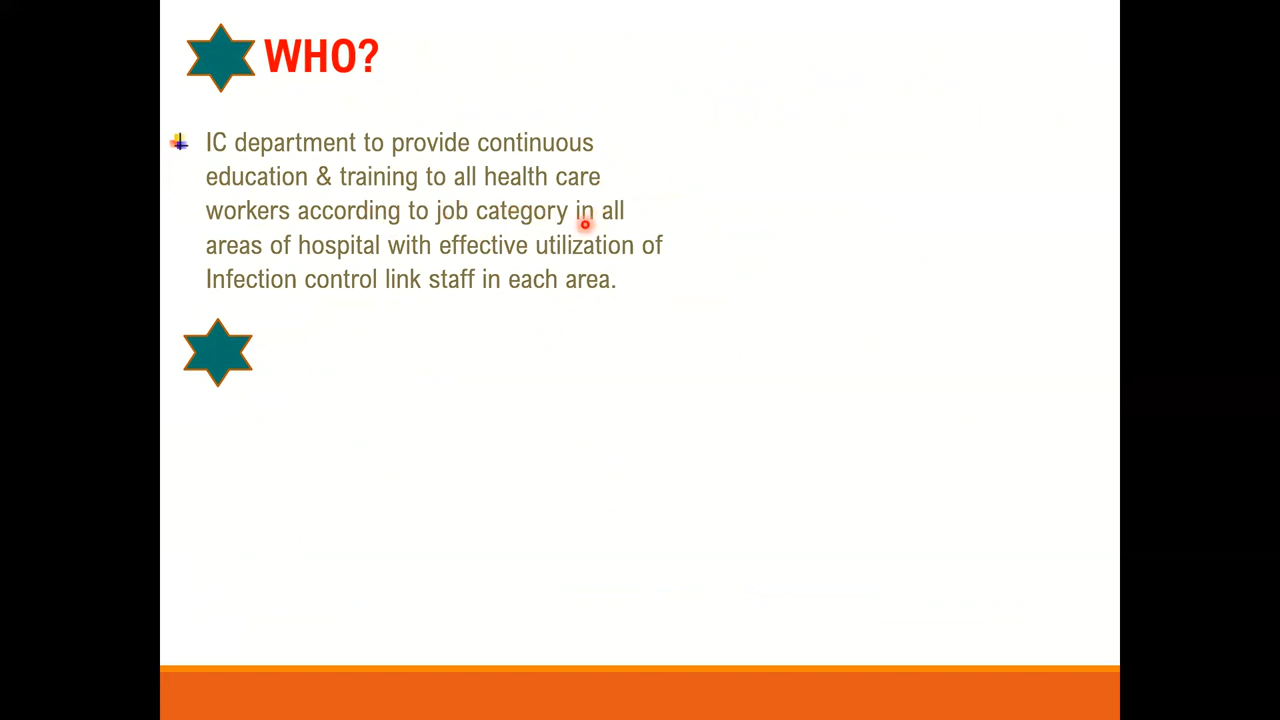 WHO?
IC department to provide continuous
education & training to all health care
workers according to job category in all
areas of hospital with effective utilization of
Infection control link staff in each area.